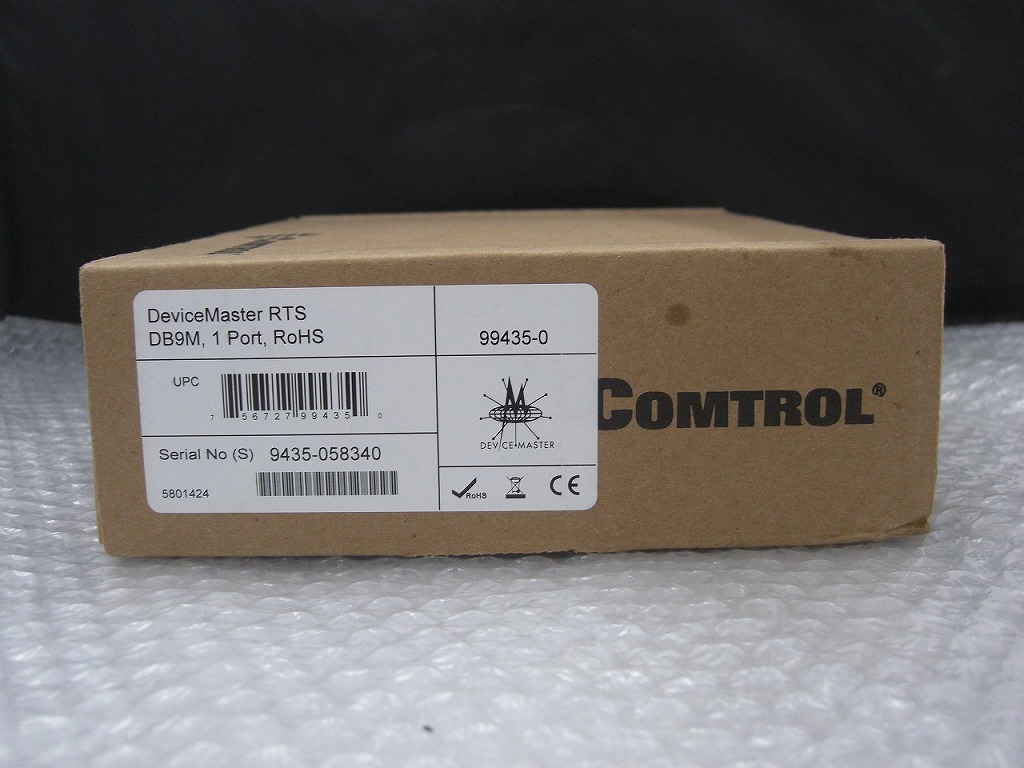 DeviceMaster RTS
DB9M, 1 Port, RoHS
99435-0
UPC
7 56727 99435 0
DEVICE•MASTER
Serial No (S) 9435-058340
5801424
RoHS
CE
COMTROL®